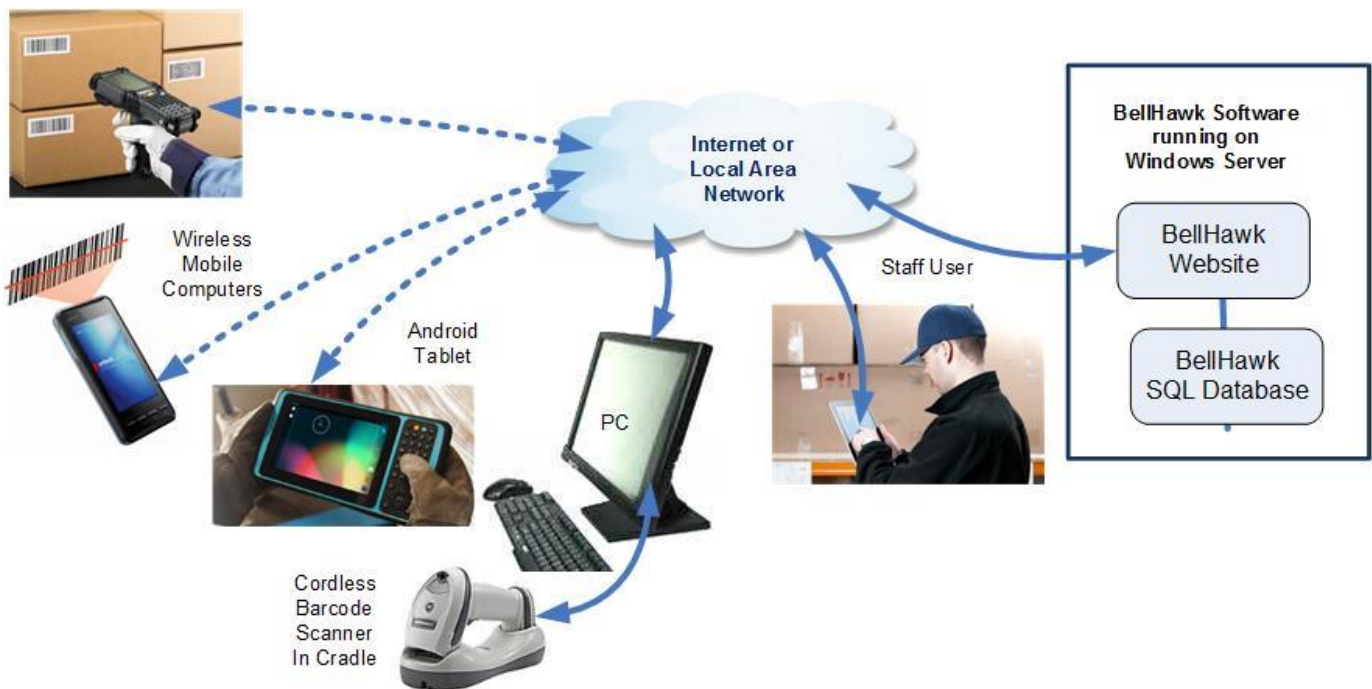 Internet or
Local Area
Network
BellHawk Software
running on
Windows Server
BellHawk
Website
BellHawk
SQL Database
Wireless
Mobile
Computers
Staff User
Android
Tablet
PC
Cordless
Barcode
Scanner
In Cradle